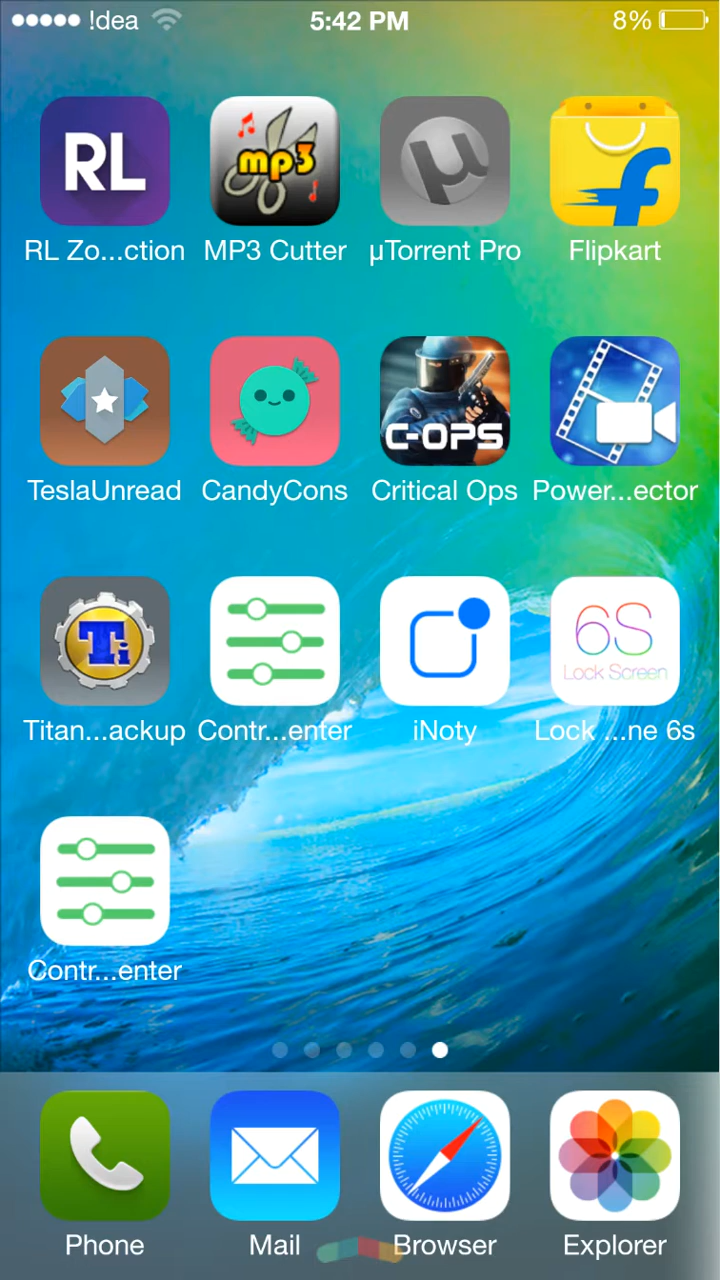 !dea 5:42 PM 8%
RL mp3 µ f
RL Zo...ction MP3 Cutter µTorrent Pro Flipkart
C-OPS
TeslaUnread CandyCons Critical Ops Power...ector
Ti 6S
Lock Screen
Titan...ackup Contr...enter iNoty Lock ...ne 6s
Contr...enter
Phone Mail Browser Explorer